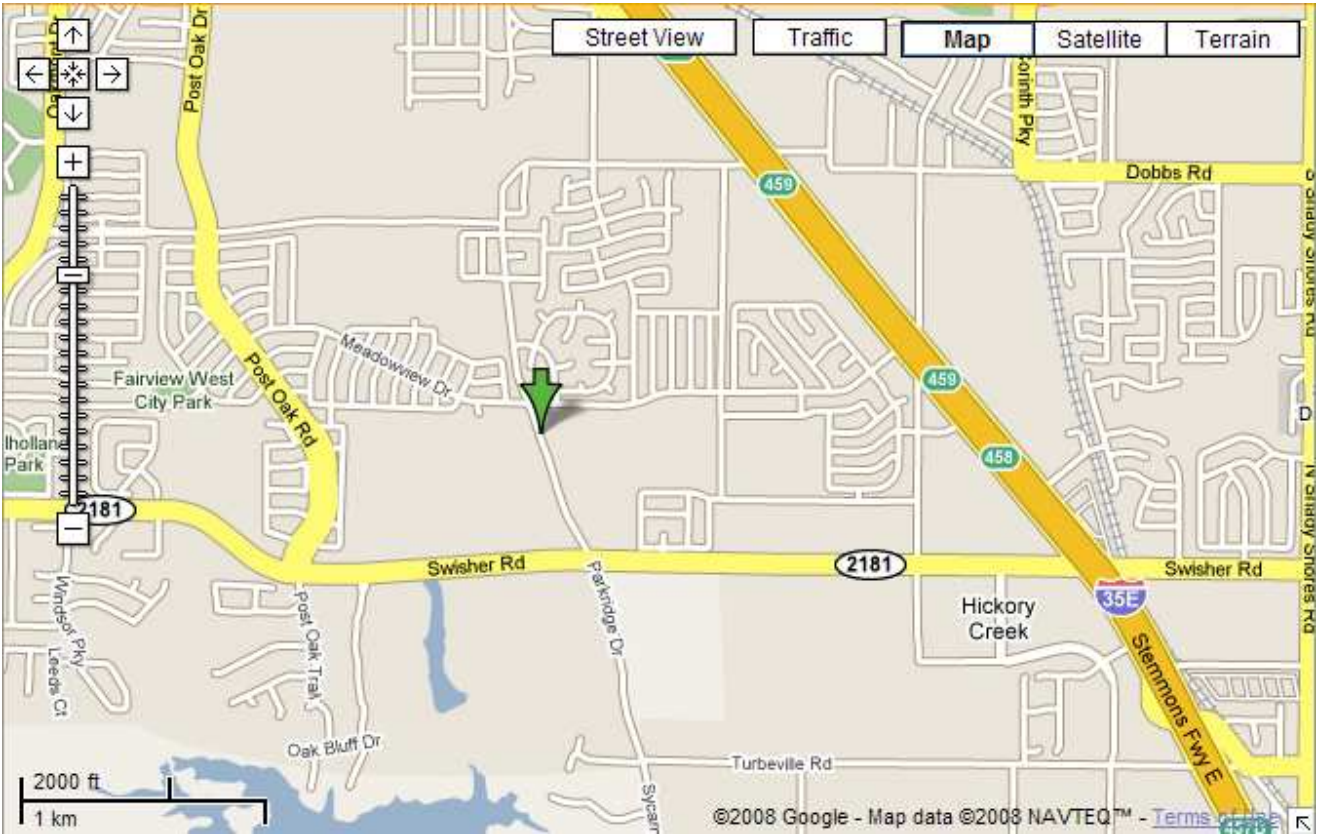 Street View
Traffic
Map
Satellite
Terrain
Post Oak Dr
Corinth Pky
Dobbs Rd
459
S Shady Shores Rd
Meadowview Dr
Post Oak Rd
Fairview West
City Park
459
D
Park
458
2181
N Shady Shores Rd
Swisher Rd
2181
Swisher Rd
35E
Parkridge Dr
Hickory
Creek
Windsor Pky
Post Oak Trail
Leeds Ct
Stemmons Fwy E
Oak Bluff Dr
Turbeville Rd
2000 ft
1 km
©2008 Google - Map data ©2008 NAVTEQ™ - Terms of Use